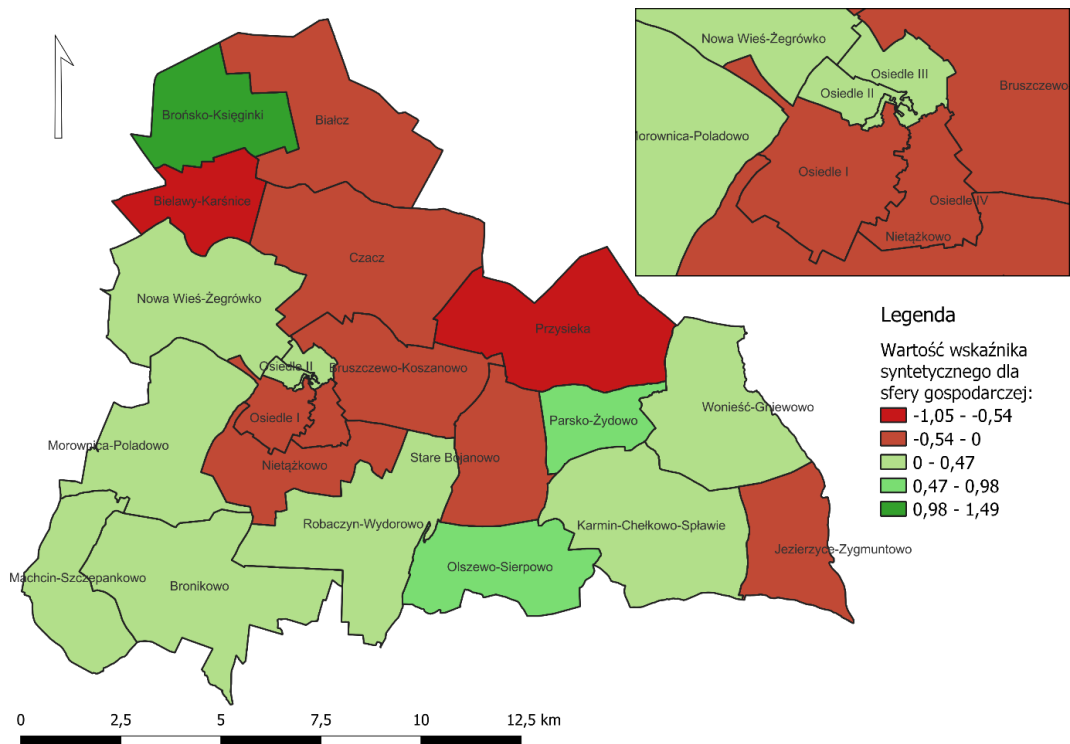 Brońsko-Księginki
Białcz
Bielawy-Karśnice
Czacz
Nowa Wieś-Żegrówko
Przysieka
Osiedle II
Bruszczewo-Koszanowo
Osiedle I
Parsko-Żydowo
Wonieść-Gniewowo
Morownica-Poladowo
Nietążkowo
Stare Bojanowo
Robaczyn-Wydorowo
Karmin-Chełkowo-Spławie
Jezierzyce-Zygmuntowo
Machcin-Szczepankowo
Bronikowo
Olszewo-Sierpowo
Nowa Wieś-Żegrówko
Osiedle III
Osiedle II
Bruszczewo
Morownica-Poladowo
Osiedle I
Osiedle IV
Nietążkowo
Legenda
Wartość wskaźnika
syntetycznego dla
sfery gospodarczej:
-1,05 - -0,54
-0,54 - 0
0 - 0,47
0,47 - 0,98
0,98 - 1,49
0 2,5 5 7,5 10 12,5 km